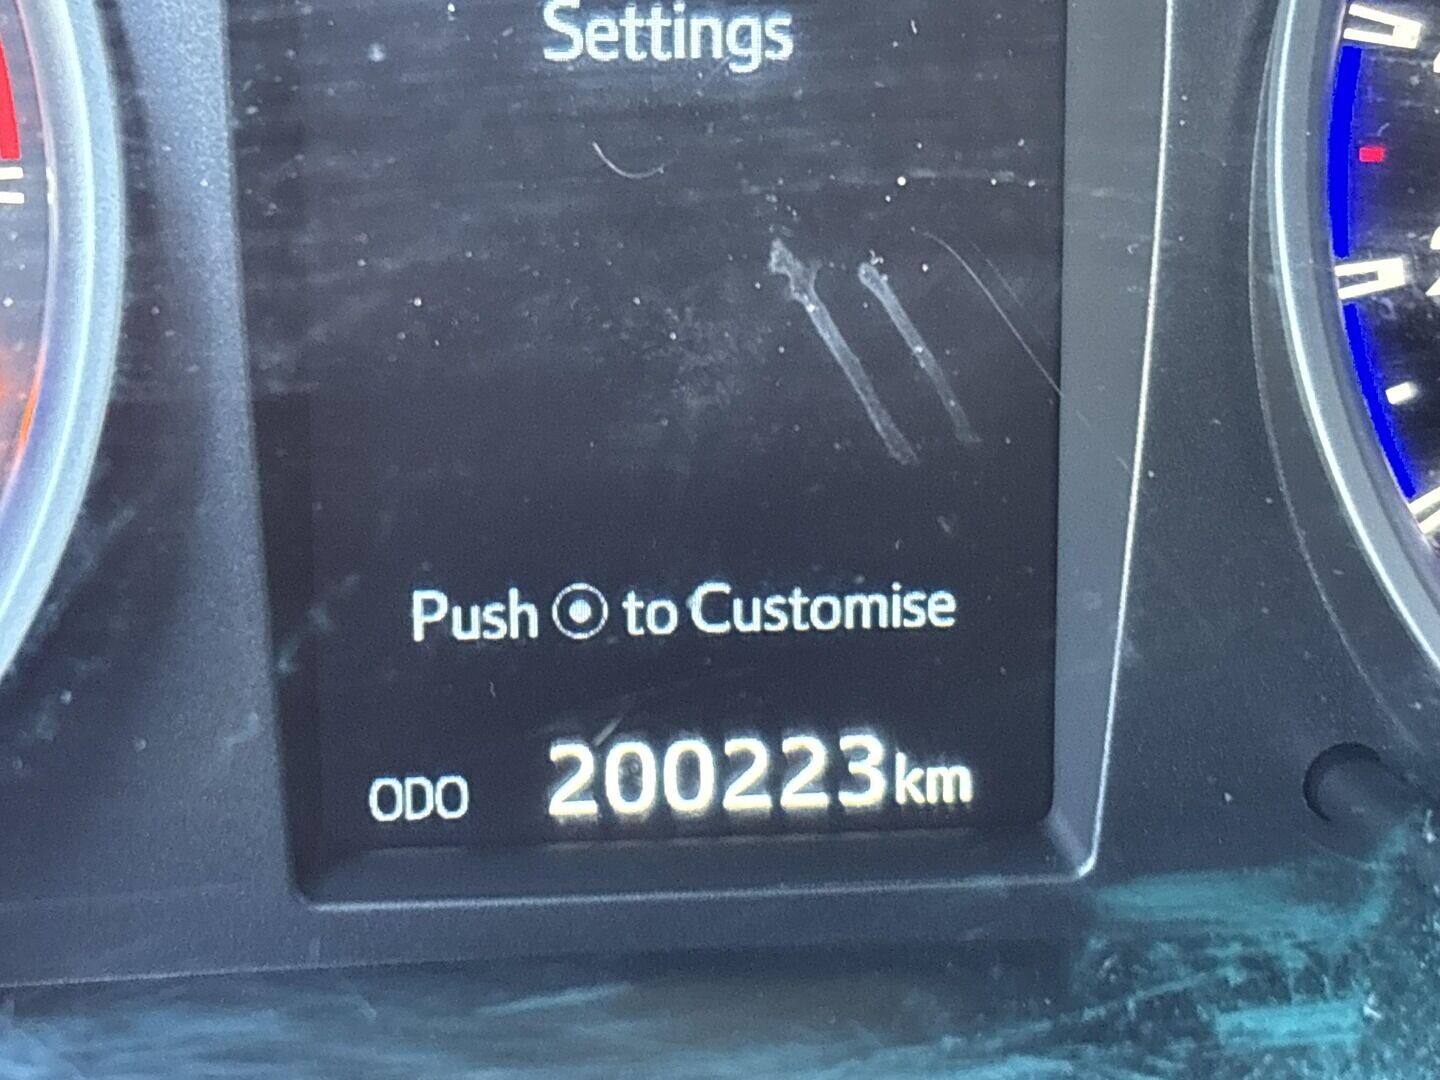 Settings
Push to Customise
ODO 200223km